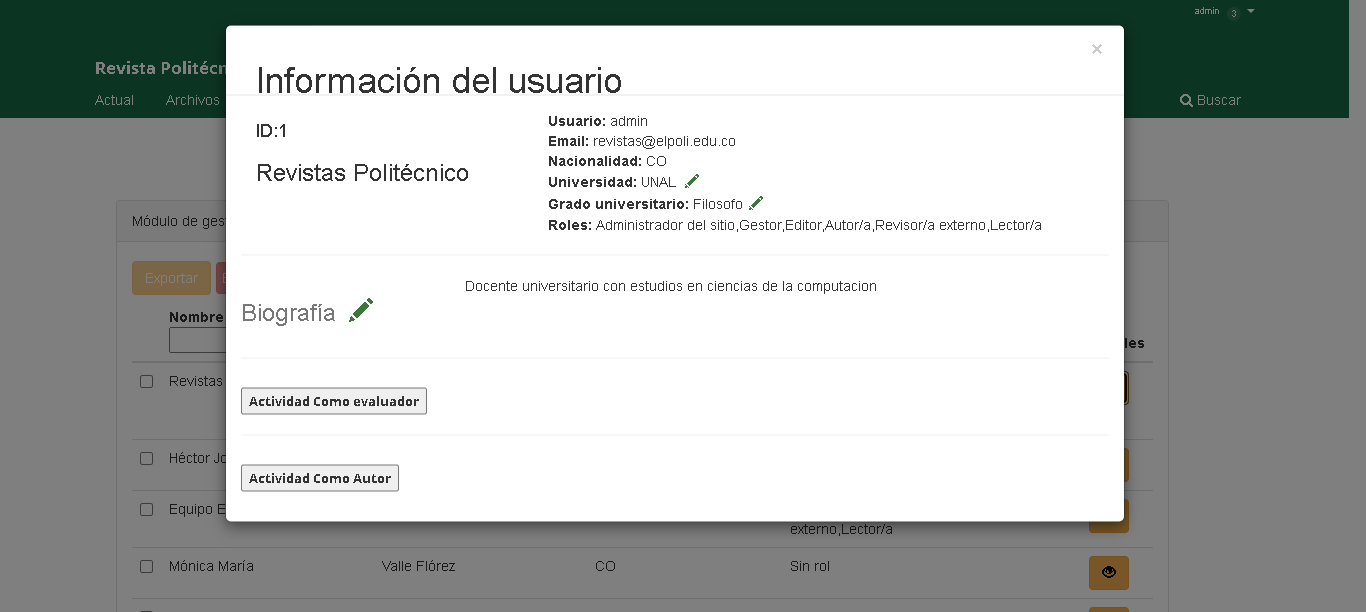 admin 3
×
Revista Politécn
Información del usuario
Actual Archivos
Buscar
ID:1
Revistas Politécnico
Usuario: admin
Email: revistas@elpoli.edu.co
Nacionalidad: CO
Universidad: UNAL
Grado universitario: Filosofo
Roles: Administrador del sitio,Gestor,Editor,Autor/a,Revisor/a externo,Lector/a
Módulo de ges
Exportar
Docente universitario con estudios en ciencias de la computacion
Biografía
Nombre
les
Revistas
Actividad Como evaluador
Héctor Jo
Actividad Como Autor
Equipo E
externo,Lector/a
Mónica María Valle Flórez CO Sin rol